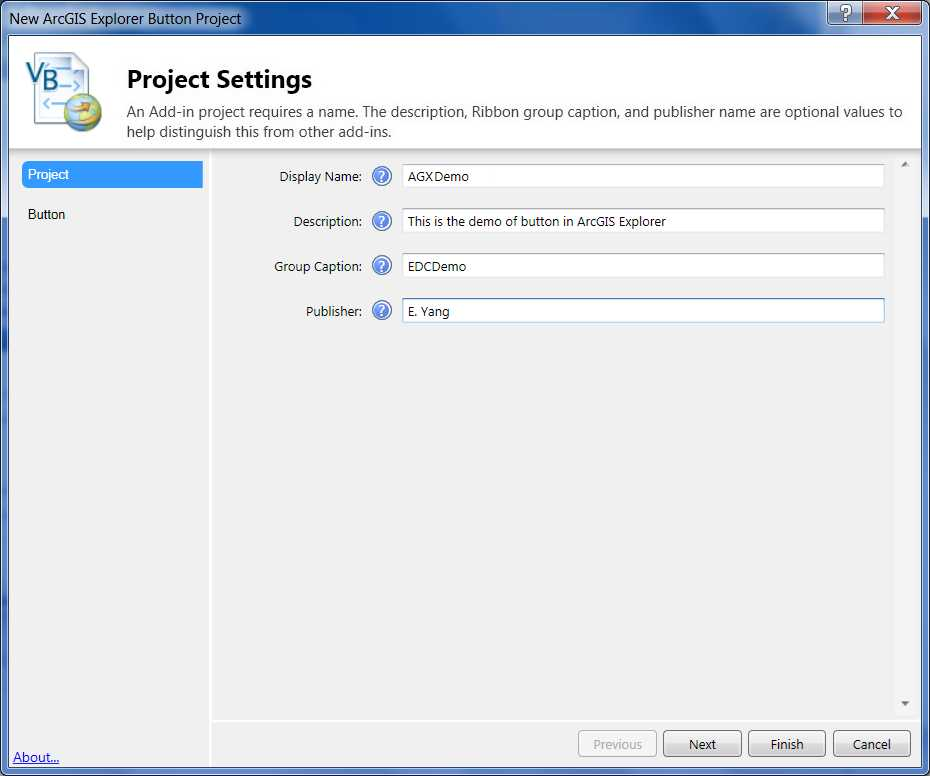 New ArcGIS Explorer Button Project
VB
Project Settings
An Add-in project requires a name. The description, Ribbon group caption, and publisher name are optional values to
help distinguish this from other add-ins.
Project
Button
Display Name: ? AGXDemo
Description: ? This is the demo of button in ArcGIS Explorer
Group Caption: ? EDCDemo
Publisher: ? E. Yang
About...
Previous Next Finish Cancel